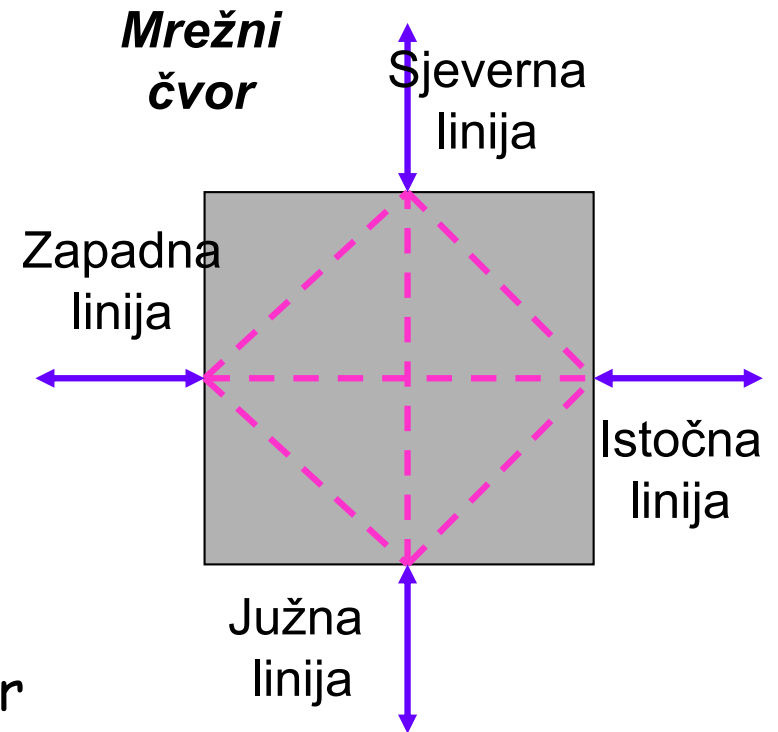 Mrežni
čvor
Sjeverna
linija
Zapadna
linija
Istočna
linija
Južna
linija
r